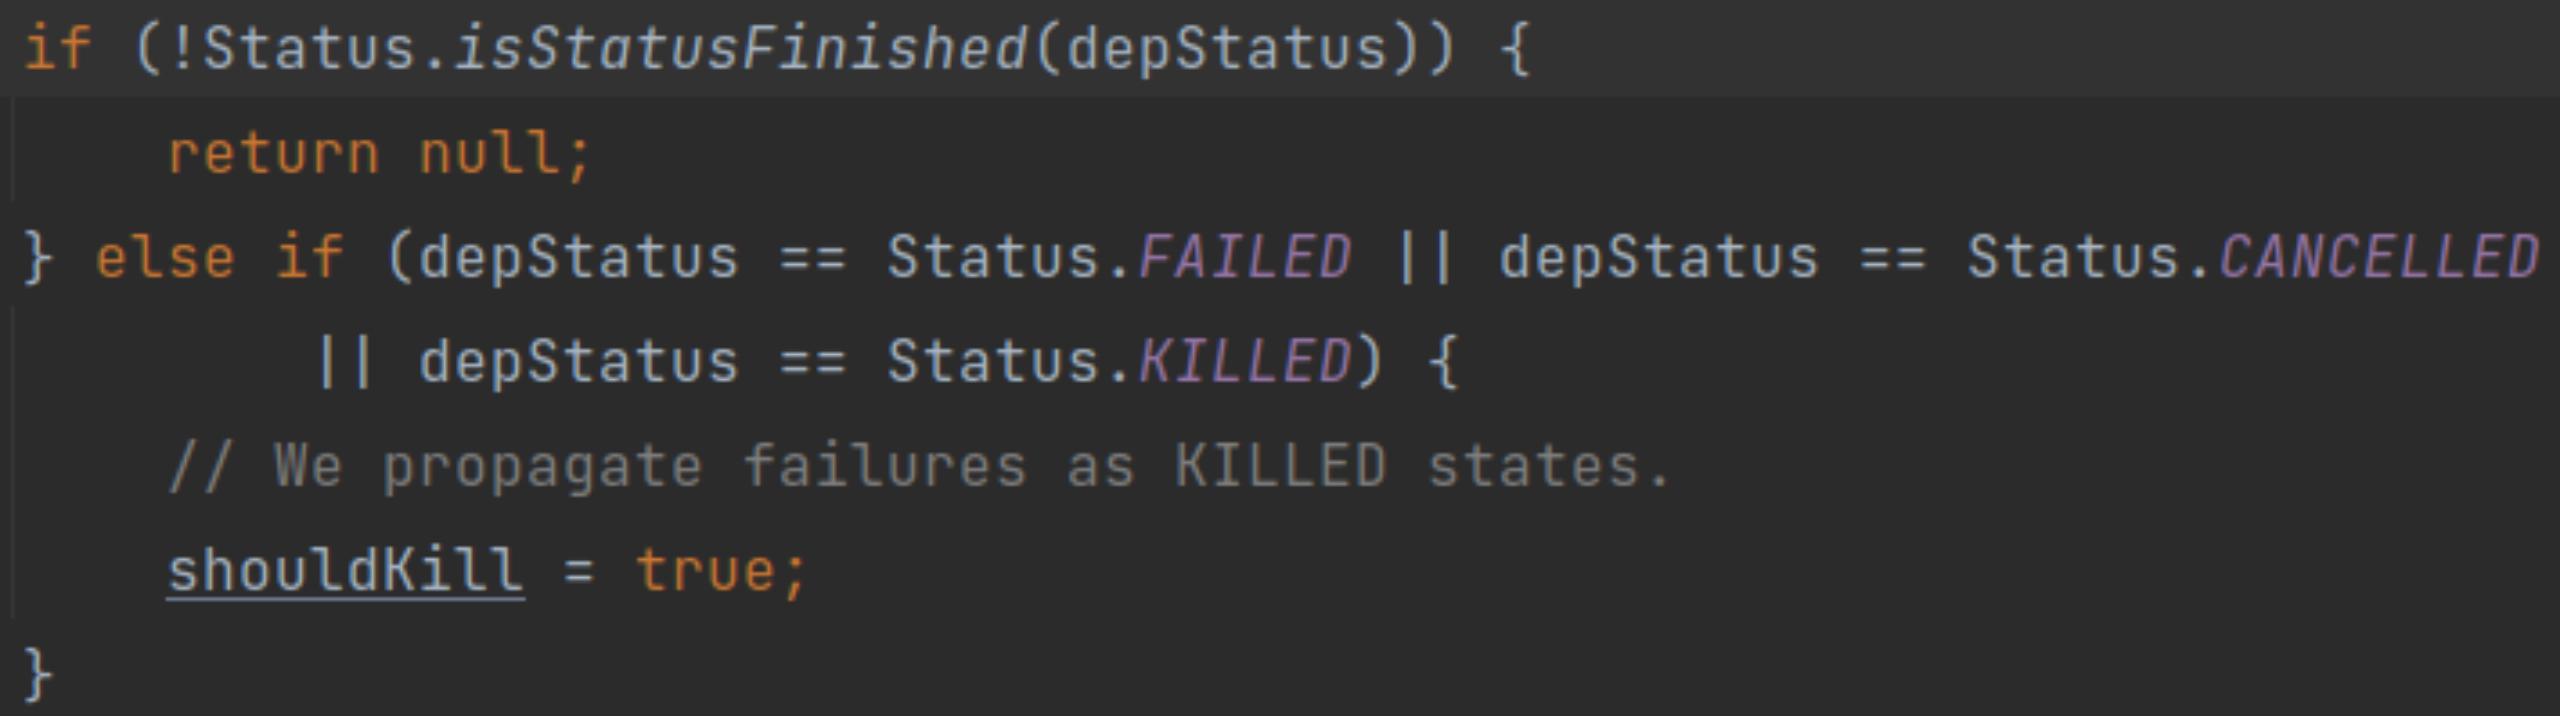 if (!Status.isStatusFinished(depStatus)) {
    return null;
} else if (depStatus == Status.FAILED || depStatus == Status.CANCELLED
        || depStatus == Status.KILLED) {
    // We propagate failures as KILLED states.
    shouldKill = true;
}